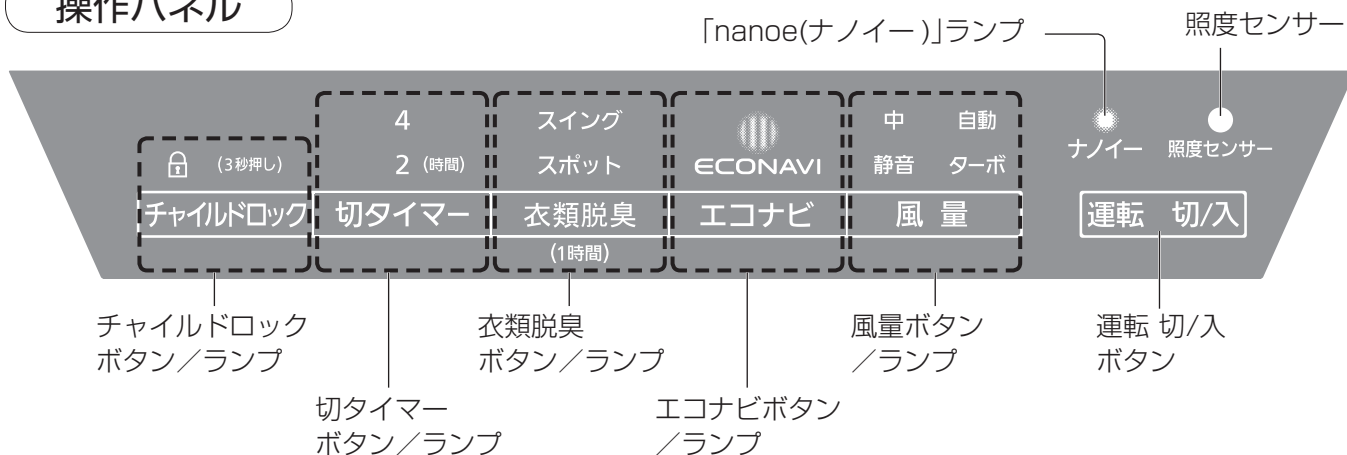 操作パネル
「nanoe(ナノイー)」ランプ
照度センサー
4
2 (時間)
スイング
スポット
ECONAVI
中 自動
静音 ターボ
ナノイー
照度センサー
(3秒押し)
チャイルドロック
切タイマー
衣類脱臭
(1時間)
エコナビ
風量
運転 切/入
チャイルドロック
ボタン／ランプ
切タイマー
ボタン／ランプ
衣類脱臭
ボタン／ランプ
エコナビボタン
／ランプ
風量ボタン
／ランプ
運転 切/入
ボタン